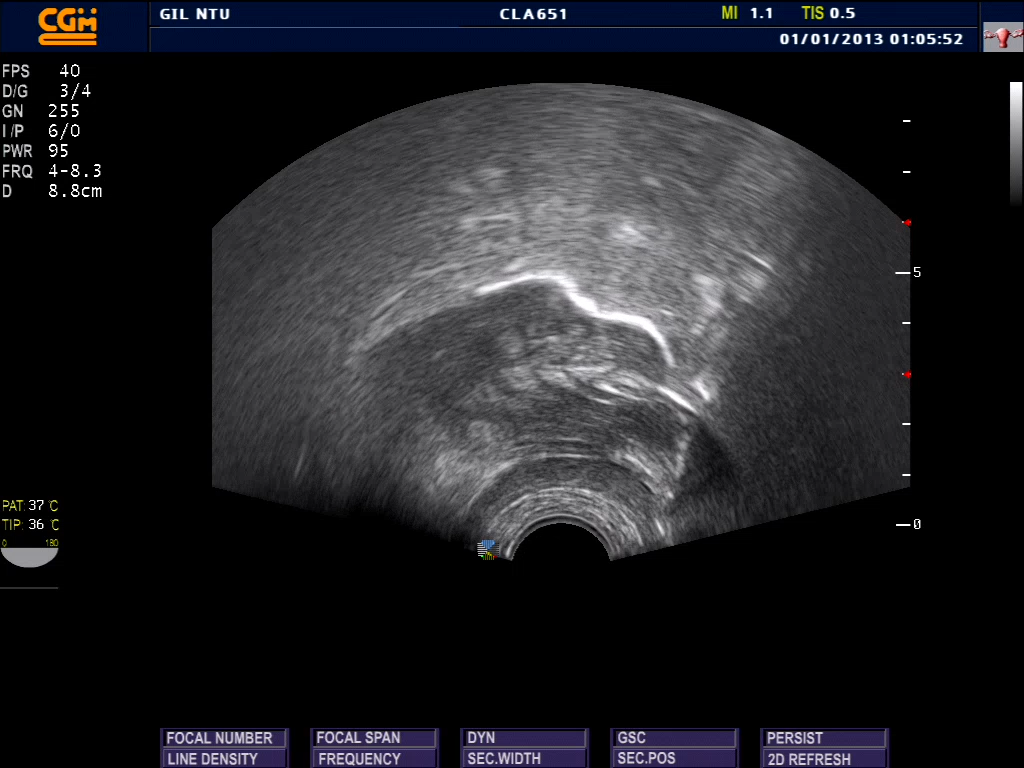 CGM
GIL NTU CLA651 MI 1.1 TIS 0.5
01/01/2013 01:05:52
FPS 40
D/G 3/4
GN 255
I/P 6/0
PWR 95
FRQ 4-8.3
D 8.8cm
5
PAT: 37 °C
TIP: 36 °C
0 180
0
FOCAL NUMBER FOCAL SPAN DYN GSC PERSIST
LINE DENSITY FREQUENCY SEC.WIDTH SEC.POS 2D REFRESH